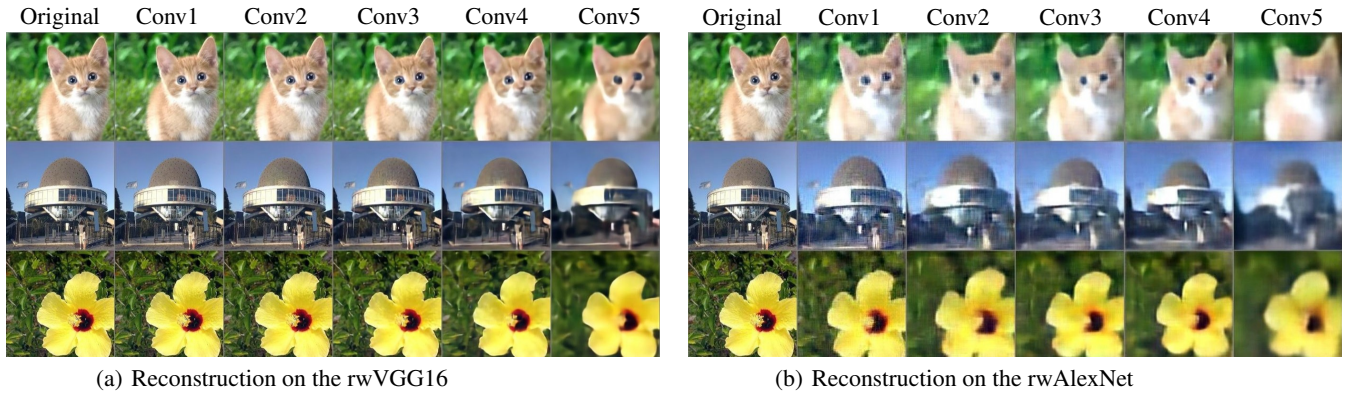 Original Conv1 Conv2 Conv3 Conv4 Conv5 Original Conv1 Conv2 Conv3 Conv4 Conv5
(a) Reconstruction on the rwVGG16
(b) Reconstruction on the rwAlexNet